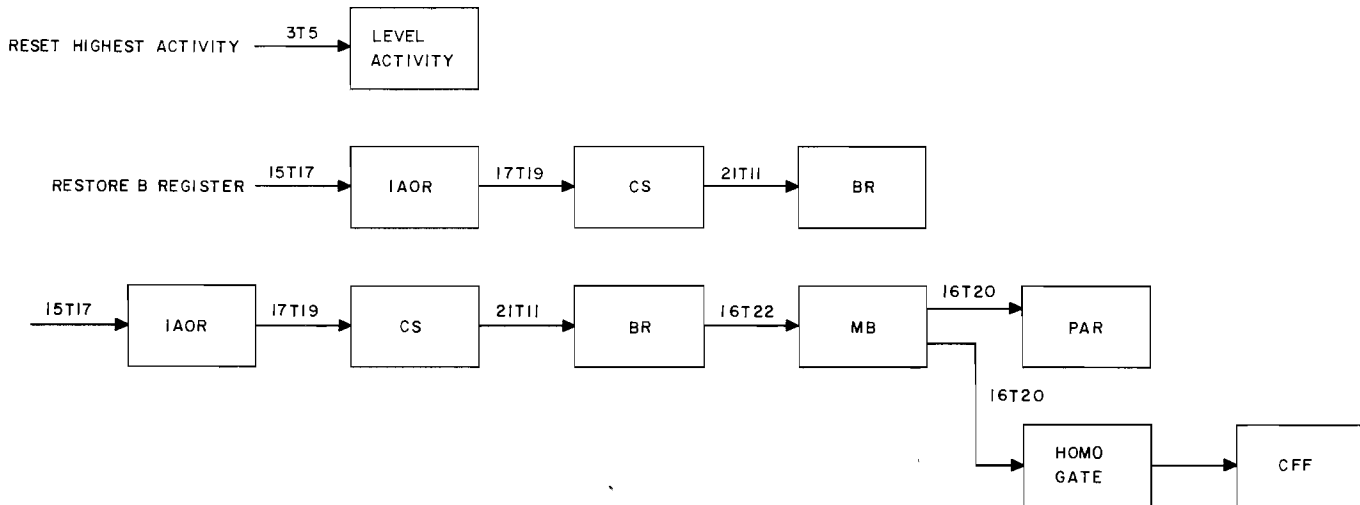 RESET HIGHEST ACTIVITY 3T5 LEVEL
ACTIVITY
RESTORE B REGISTER 15T17 IAOR 17T19 CS 21T11 BR
15T17 IAOR 17T19 CS 21T11 BR 16T22 MB 16T20 PAR
16T20
HOMO
GATE
CFF